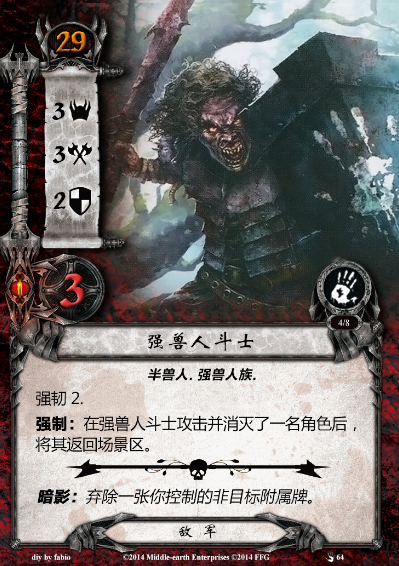 29
3
3
2
3
4/8
强兽人斗士
半兽人. 强兽人族.
强韧 2.
强制：在强兽人斗士攻击并消灭了一名角色后，
将其返回场景区。
暗影：弃除一张你控制的非目标附属牌。
敌 军
diy by fabio ©2014 Middle-earth Enterprises ©2014 FFG 64